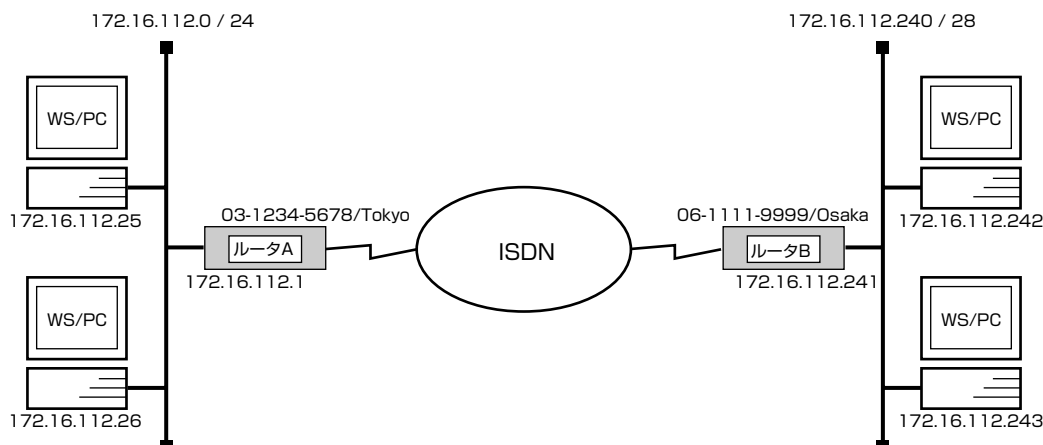 172.16.112.0 / 24
172.16.112.240 / 28
WS/PC
WS/PC
172.16.112.25
03-1234-5678/Tokyo
06-1111-9999/Osaka
172.16.112.242
ルータA
ISDN
ルータB
172.16.112.1
172.16.112.241
WS/PC
WS/PC
172.16.112.26
172.16.112.243